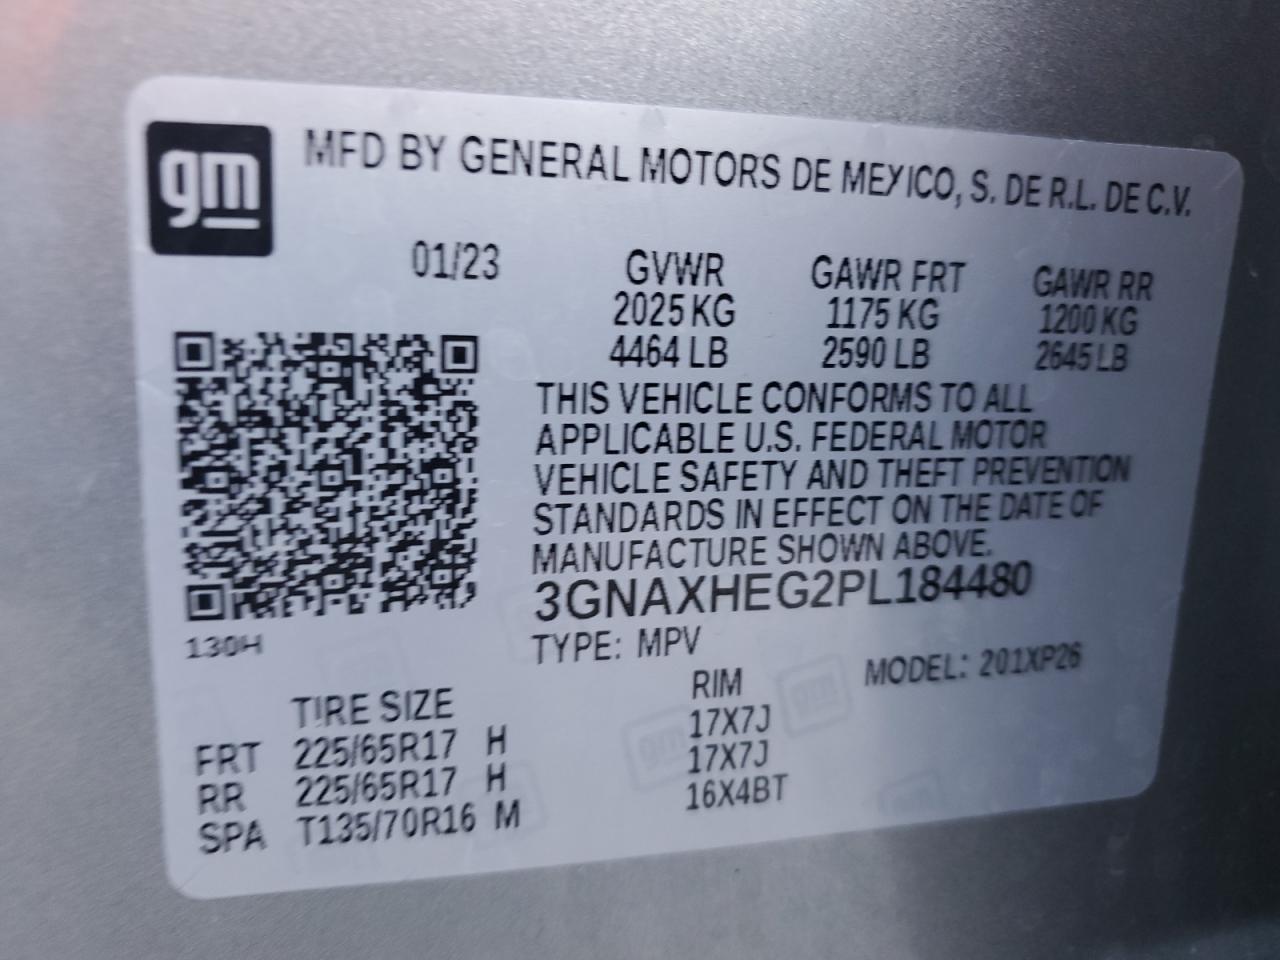 gm
MFD BY GENERAL MOTORS DE MEXICO, S. DE R.L. DE C.V.
01/23 GVWR GAWR FRT GAWR RR
2025 KG 1175 KG 1200 KG
4464 LB 2590 LB 2645 LB
THIS VEHICLE CONFORMS TO ALL
APPLICABLE U.S. FEDERAL MOTOR
VEHICLE SAFETY AND THEFT PREVENTION
STANDARDS IN EFFECT ON THE DATE OF
MANUFACTURE SHOWN ABOVE.
3GNAXHEG2PL184480
130H
TYPE: MPV MODEL: 201XP26
TIRE SIZE RIM
FRT 225/65R17 H 17X7J
RR 225/65R17 H 17X7J
SPA T135/70R16 M 16X4BT
gm
gm